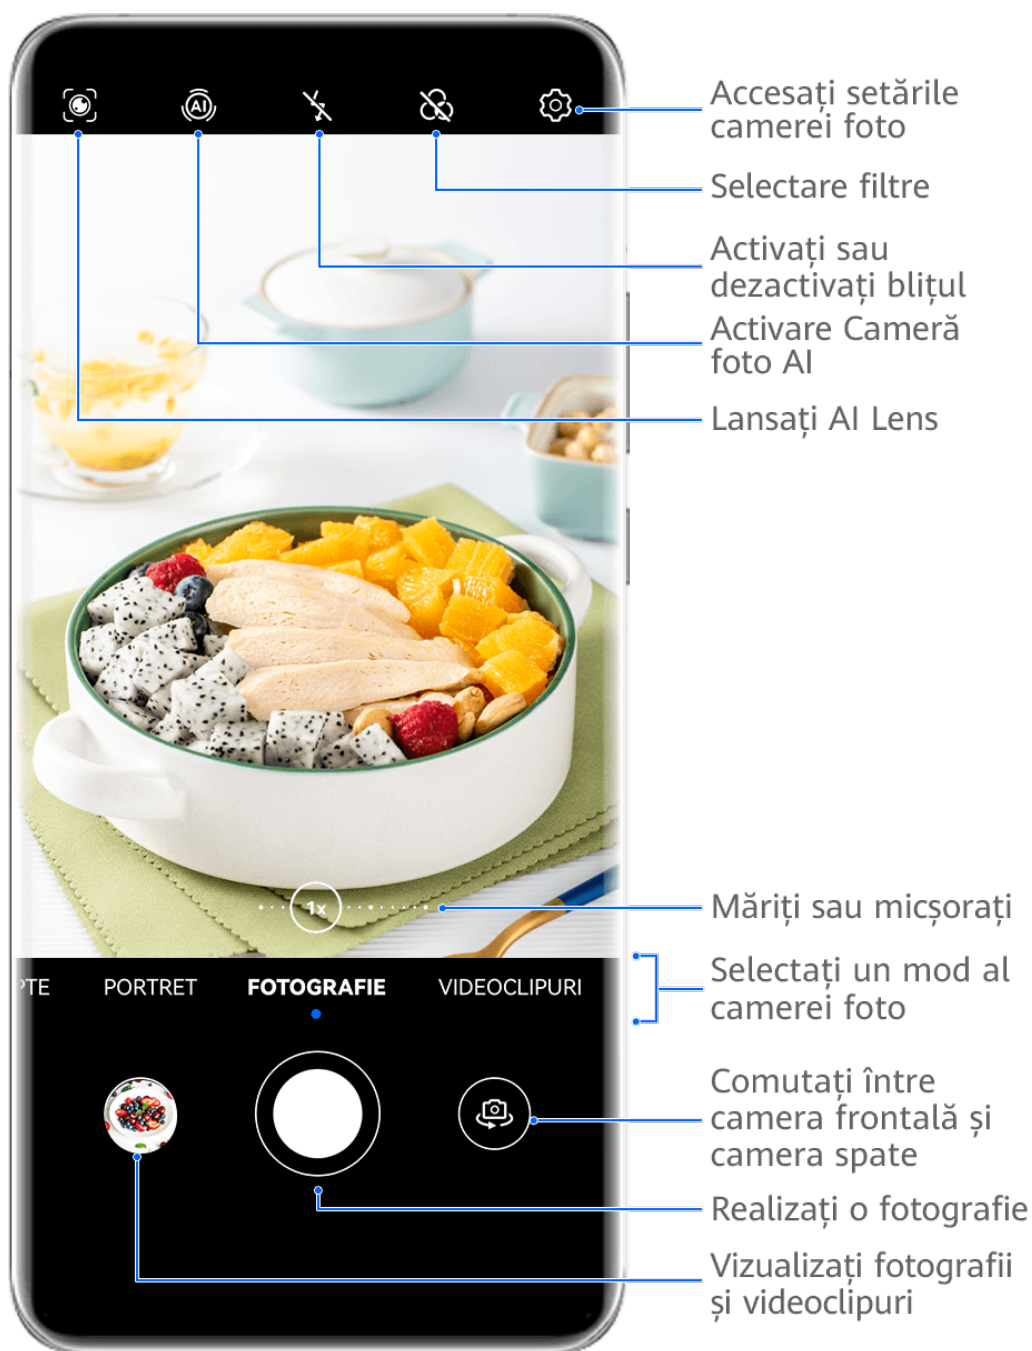 AI
Accesați setările
camerei foto
Selectare filtre
Activați sau
dezactivați blițul
Activare Cameră
foto AI
Lansați AI Lens
1x
Măriți sau micșorați
PTE
PORTRET
FOTOGRAFIE
VIDEOCLIPURI
Selectați un mod al
camerei foto
Comutați între
camera frontală și
camera spate
Realizați o fotografie
Vizualizați fotografii
și videoclipuri